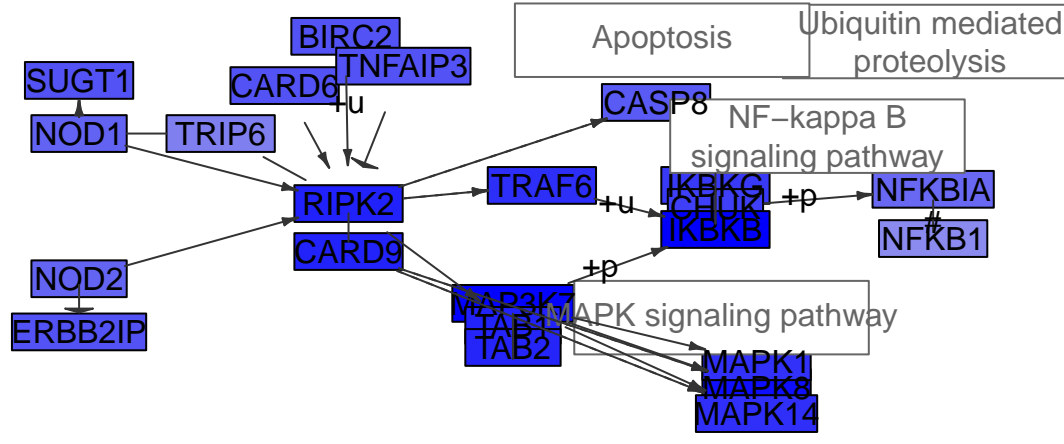 BIRC2
Apoptosis
Ubiquitin mediated
proteolysis
TNFAIP3
SUGT1
CARD6
+u
CASP8
NOD1
TRIP6
NF−kappa B
signaling pathway
RIPK2
TRAF6
+u
IKBKG
CHUK
IKBKB
+p
NFKBIA
#
NFKB1
CARD9
NOD2
+p
ERBB2IP
MAP3K7
TAB1
TAB2
MAPK signaling pathway
MAPK1
MAPK8
MAPK14